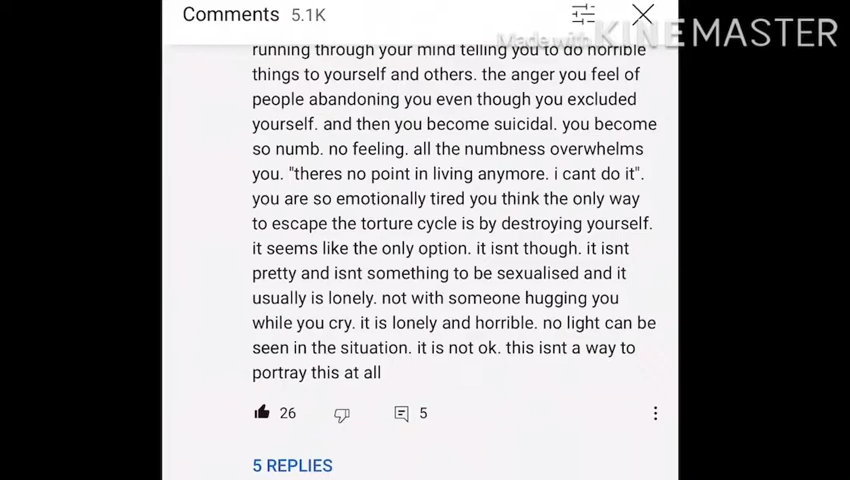 Comments 5.1K
Made with KINEMASTER
running through your mind telling you to do horrible
things to yourself and others. the anger you feel of
people abandoning you even though you excluded
yourself. and then you become suicidal. you become
so numb. no feeling. all the numbness overwhelms
you. "theres no point in living anymore. i cant do it".
you are so emotionally tired you think the only way
to escape the torture cycle is by destroying yourself.
it seems like the only option. it isnt though. it isnt
pretty and isnt something to be sexualised and it
usually is lonely. not with someone hugging you
while you cry. it is lonely and horrible. no light can be
seen in the situation. it is not ok. this isnt a way to
portray this at all
26 5
5 REPLIES